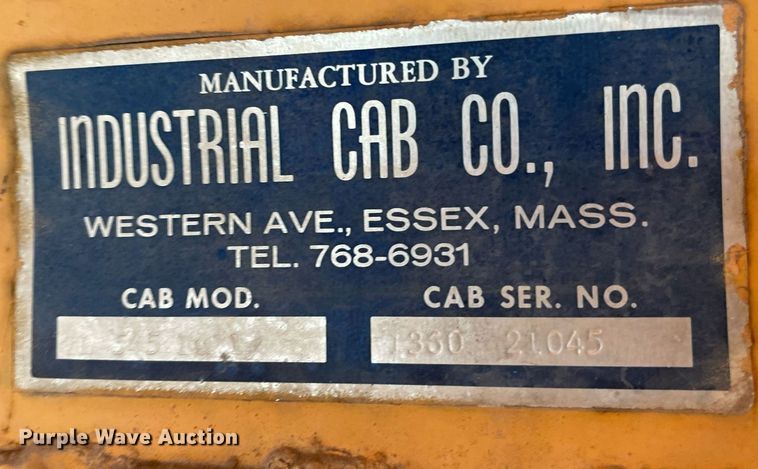 MANUFACTURED BY
INDUSTRIAL CAB CO., INC.
WESTERN AVE., ESSEX, MASS.
TEL. 768-6931
CAB MOD. CAB SER. NO.
1360 21045
Purple Wave Auction